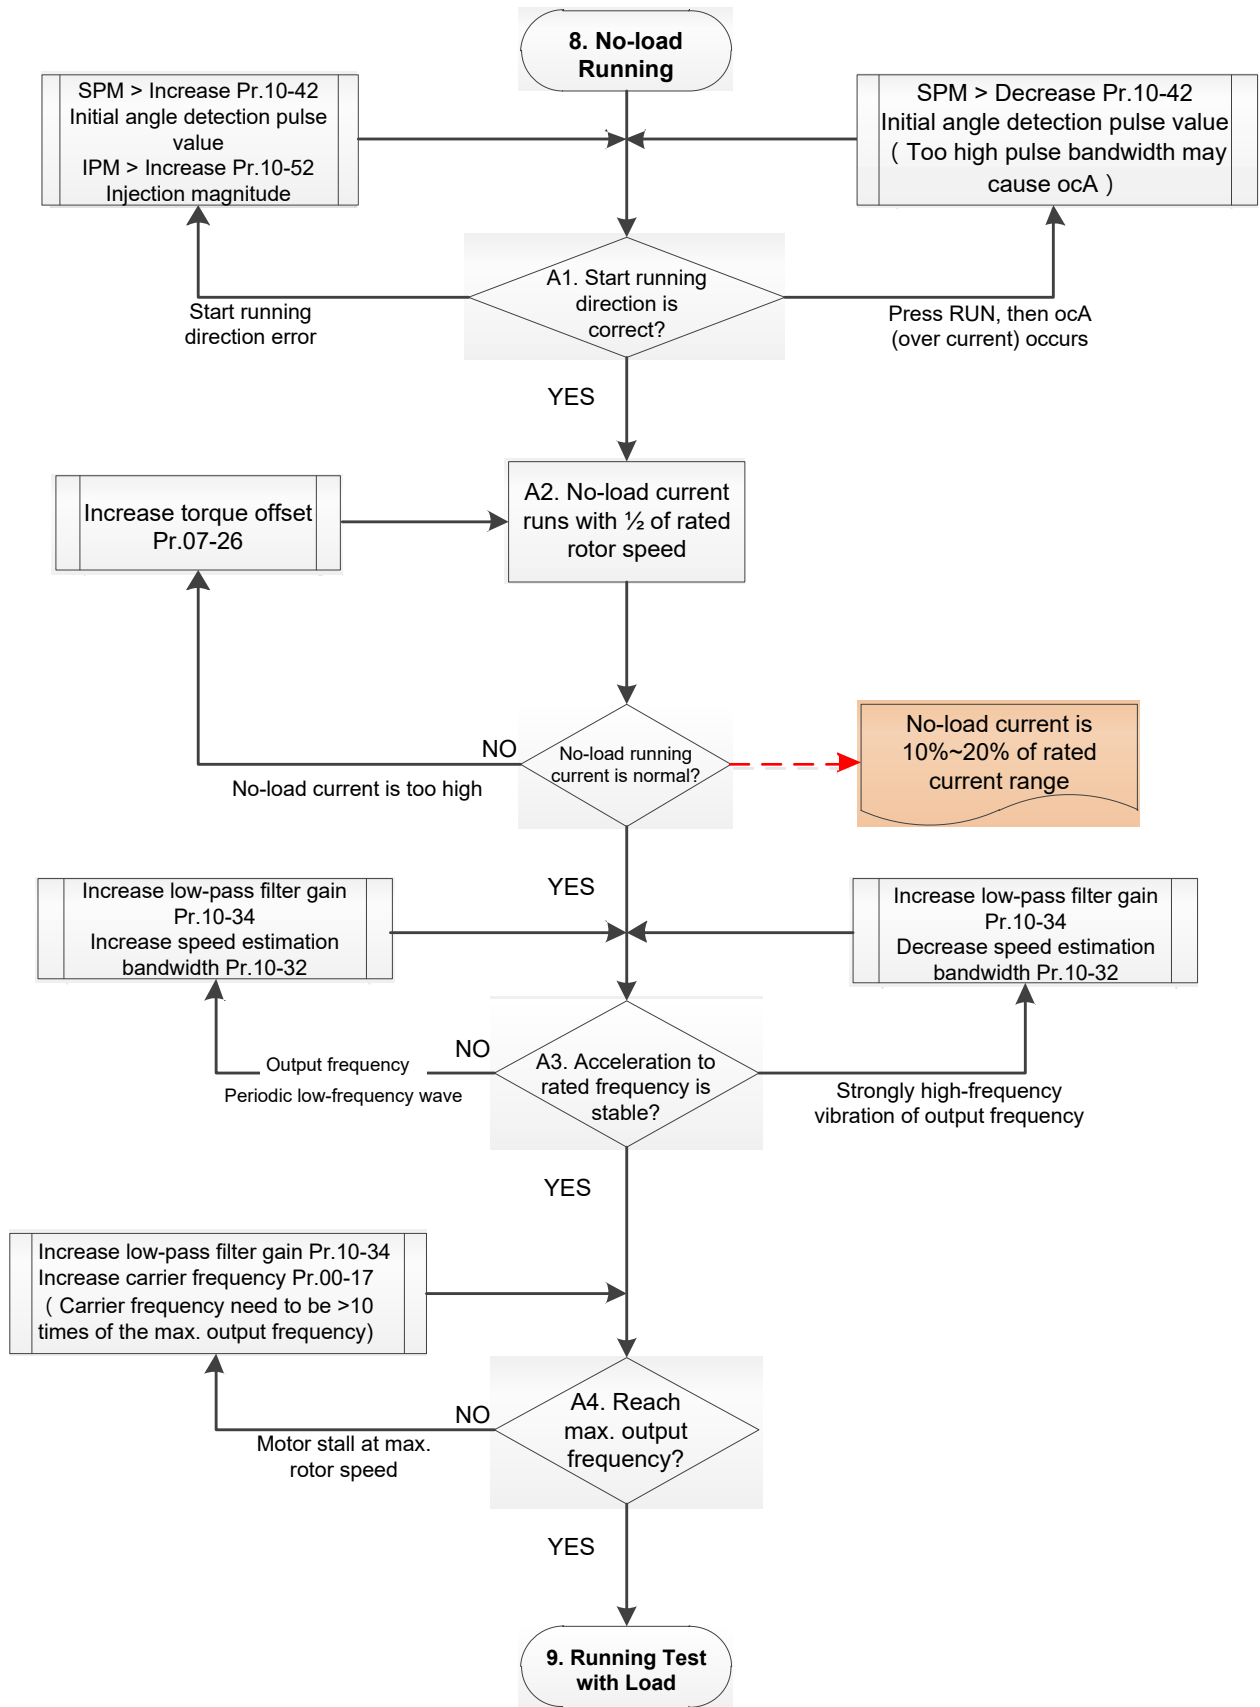 8. No-load
Running
SPM > Increase Pr.10-42
Initial angle detection pulse
value
IPM > Increase Pr.10-52
Injection magnitude
SPM > Decrease Pr.10-42
Initial angle detection pulse value
( Too high pulse bandwidth may
cause ocA )
A1. Start running
direction is
correct?
Start running
direction error
Press RUN, then ocA
(over current) occurs
YES
Increase torque offset
Pr.07-26
A2. No-load current
runs with ½ of rated
rotor speed
NO
No-load running
current is normal?
No-load current is too high
No-load current is
10%~20% of rated
current range
YES
Increase low-pass filter gain
Pr.10-34
Increase speed estimation
bandwidth Pr.10-32
Increase low-pass filter gain
Pr.10-34
Decrease speed estimation
bandwidth Pr.10-32
NO
Output frequency
Periodic low-frequency wave
A3. Acceleration to
rated frequency is
stable?
Strongly high-frequency
vibration of output frequency
YES
Increase low-pass filter gain Pr.10-34
Increase carrier frequency Pr.00-17
( Carrier frequency need to be >10
times of the max. output frequency)
NO
Motor stall at max.
rotor speed
A4. Reach
max. output
frequency?
YES
9. Running Test
with Load